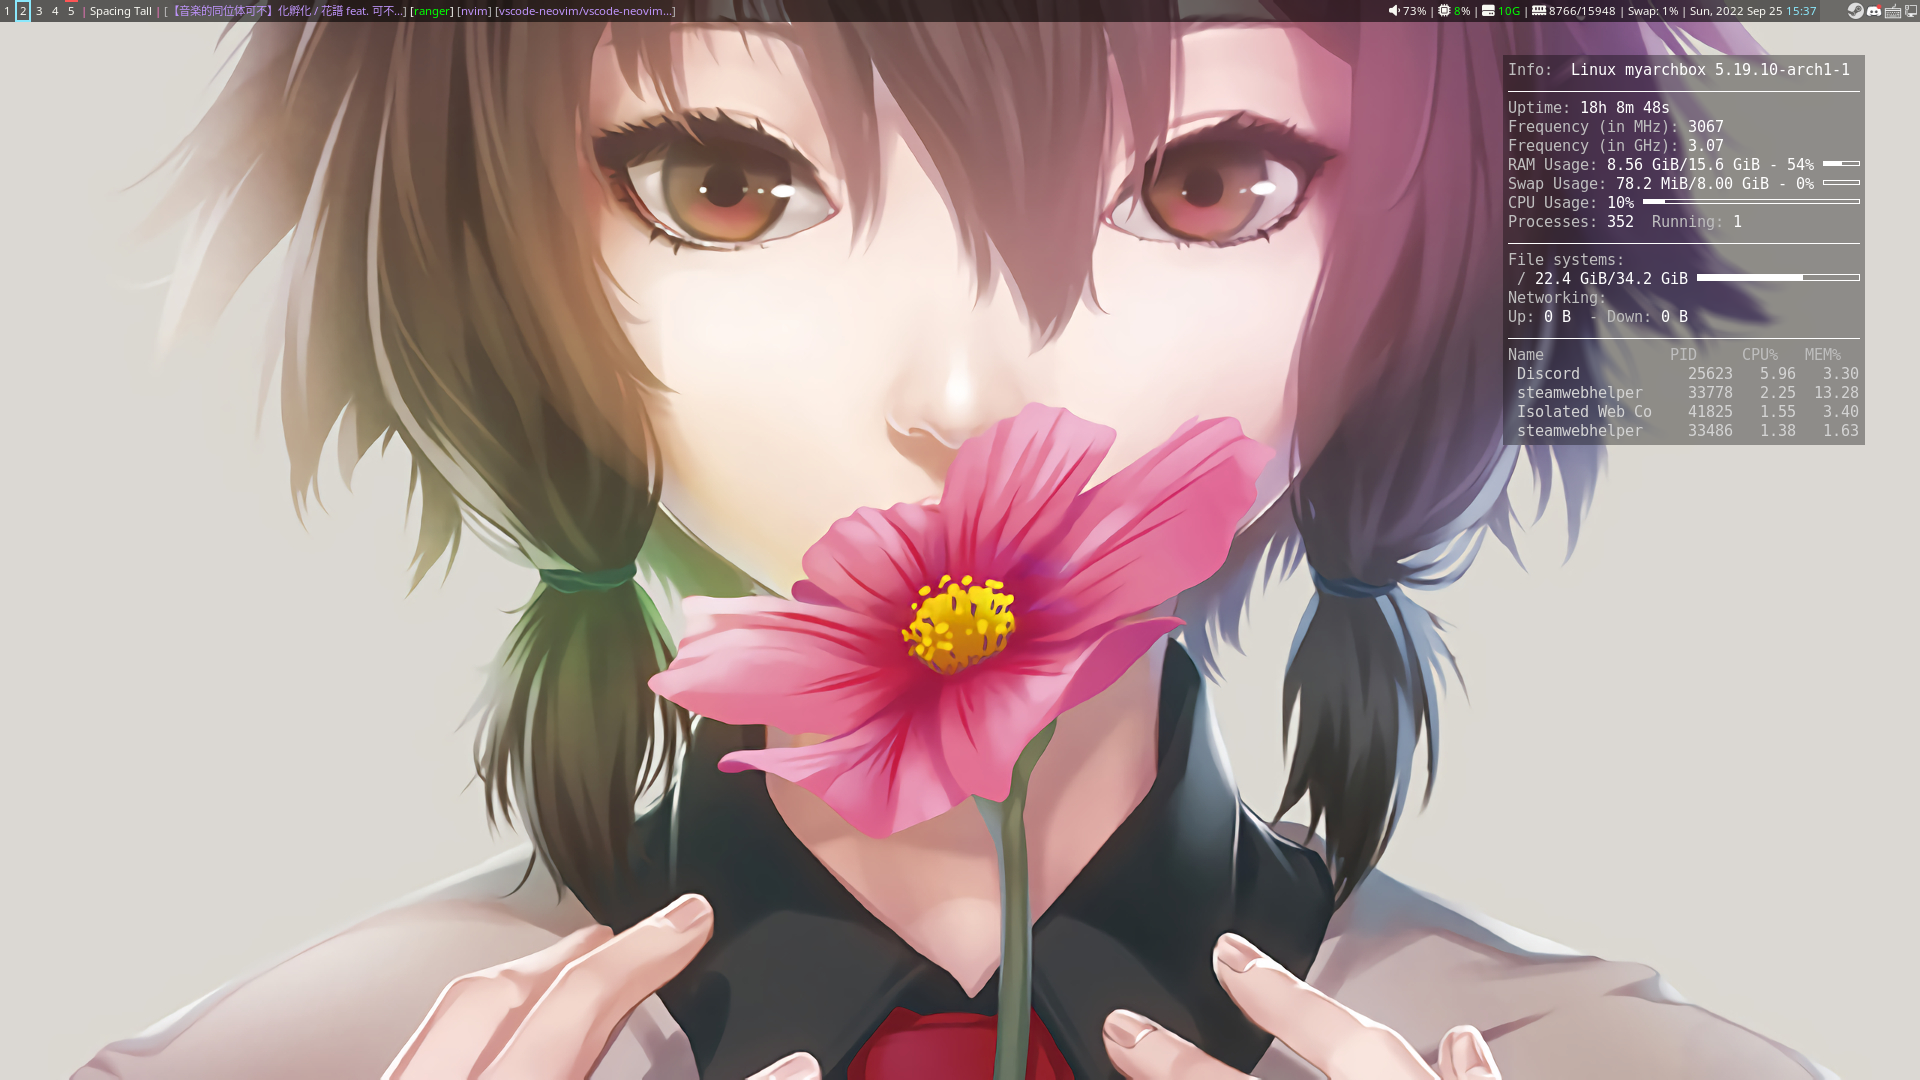 1 2 3 4 5 | Spacing Tall | [【音楽的同位体可不】化孵化 / 花譜 feat. 可不...] [ranger] [nvim] [vscode-neovim/vscode-neovim...]
73% | 8% | 10G | 8766/15948 | Swap: 1% | Sun, 2022 Sep 25 15:37
Info: Linux myarchbox 5.19.10-arch1-1
Uptime: 18h 8m 48s
Frequency (in MHz): 3067
Frequency (in GHz): 3.07
RAM Usage: 8.56 GiB/15.6 GiB - 54%
Swap Usage: 78.2 MiB/8.00 GiB - 0%
CPU Usage: 10%
Processes: 352 Running: 1
File systems:
/ 22.4 GiB/34.2 GiB
Networking:
Up: 0 B - Down: 0 B
Name PID CPU% MEM%
Discord 25623 5.96 3.30
steamwebhelper 33778 2.25 13.28
Isolated Web Co 41825 1.55 3.40
steamwebhelper 33486 1.38 1.63